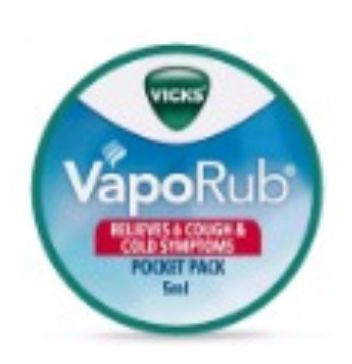 VICKS
VapoRub®
RELIEVES 6 COUGH &
COLD SYMPTOMS
POCKET PACK
5ml